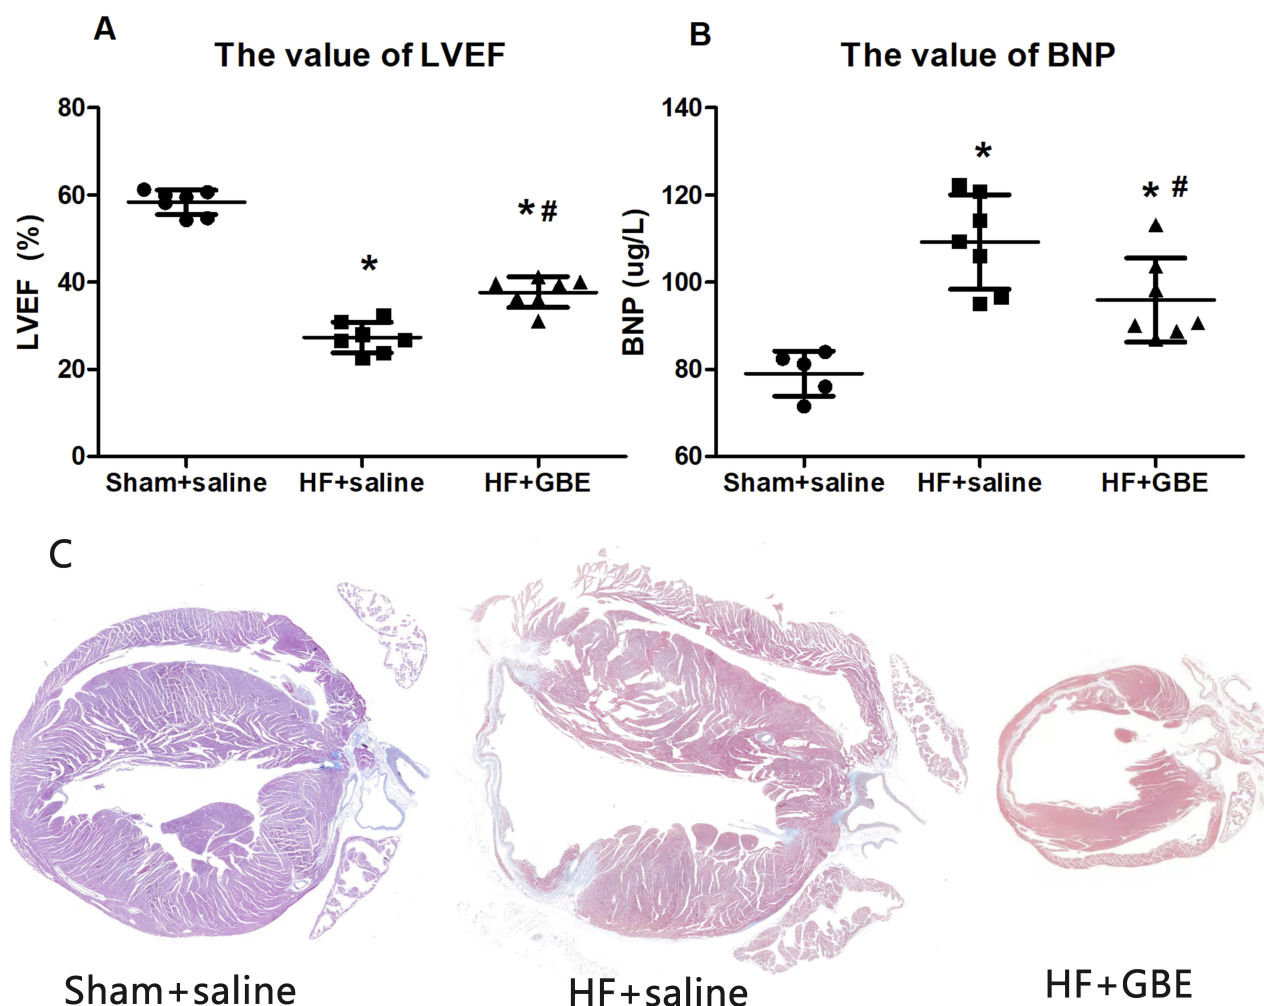 A
The value of LVEF
80
60
40
20
0
LVEF (%)
*
*#
Sham+saline
HF+saline
HF+GBE
B
The value of BNP
140
120
100
80
60
BNP (ug/L)
*
* #
Sham+saline
HF+saline
HF+GBE
C
Sham+saline
HF+saline
HF+GBE